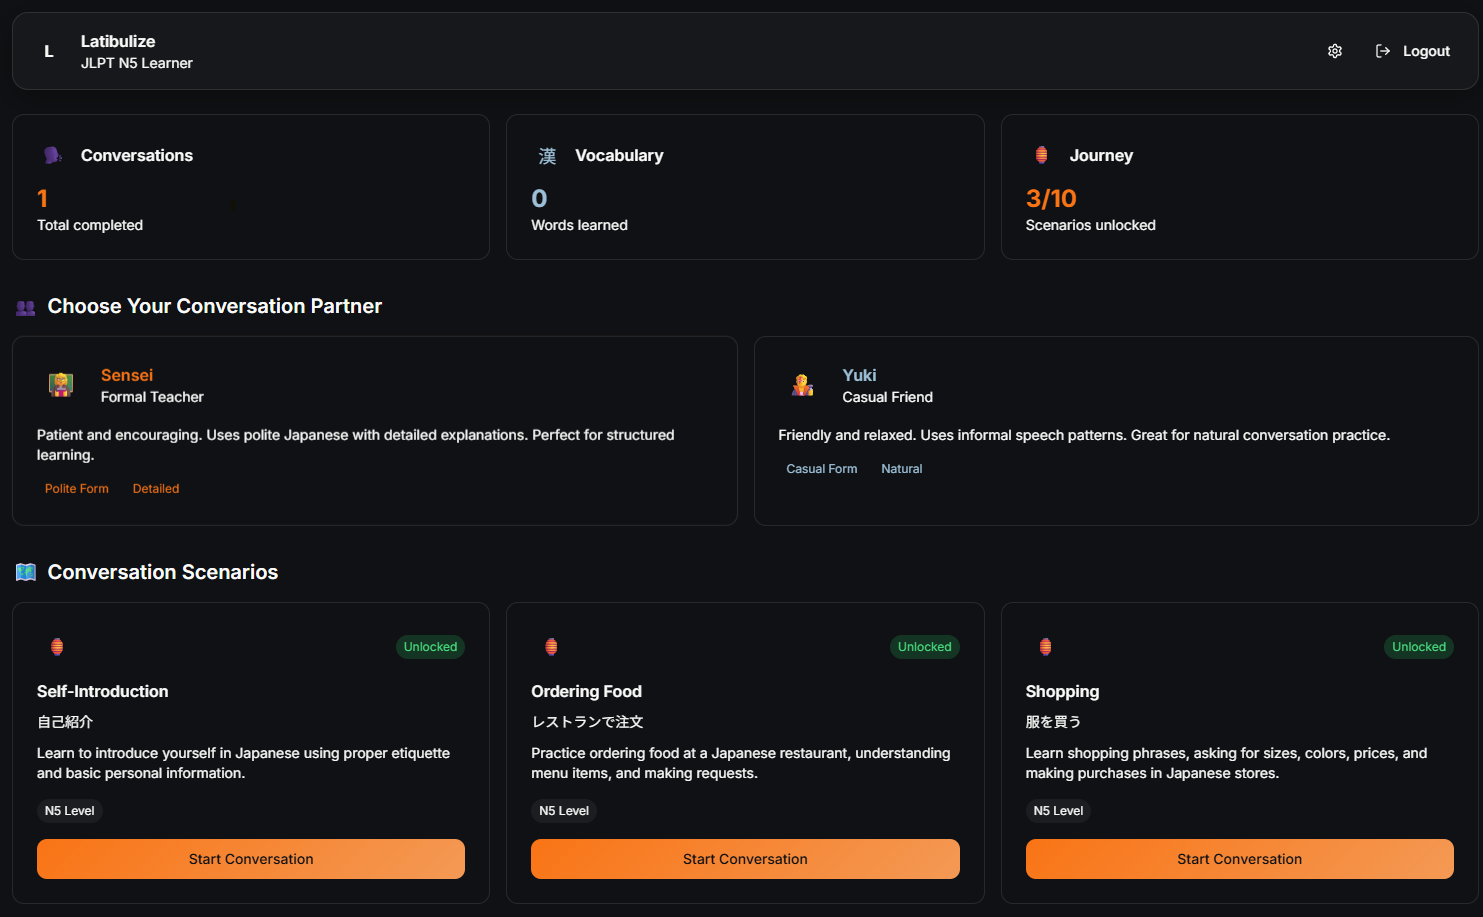 L
Latibulize
JLPT N5 Learner
Logout
Conversations
1
Total completed
漢
Vocabulary
0
Words learned
Journey
3/10
Scenarios unlocked
Choose Your Conversation Partner
Sensei
Formal Teacher
Patient and encouraging. Uses polite Japanese with detailed explanations. Perfect for structured
learning.
Polite Form
Detailed
Yuki
Casual Friend
Friendly and relaxed. Uses informal speech patterns. Great for natural conversation practice.
Casual Form
Natural
Conversation Scenarios
Unlocked
Self-Introduction
自己紹介
Learn to introduce yourself in Japanese using proper etiquette
and basic personal information.
N5 Level
Start Conversation
Unlocked
Ordering Food
レストランで注文
Practice ordering food at a Japanese restaurant, understanding
menu items, and making requests.
N5 Level
Start Conversation
Unlocked
Shopping
服を買う
Learn shopping phrases, asking for sizes, colors, prices, and
making purchases in Japanese stores.
N5 Level
Start Conversation